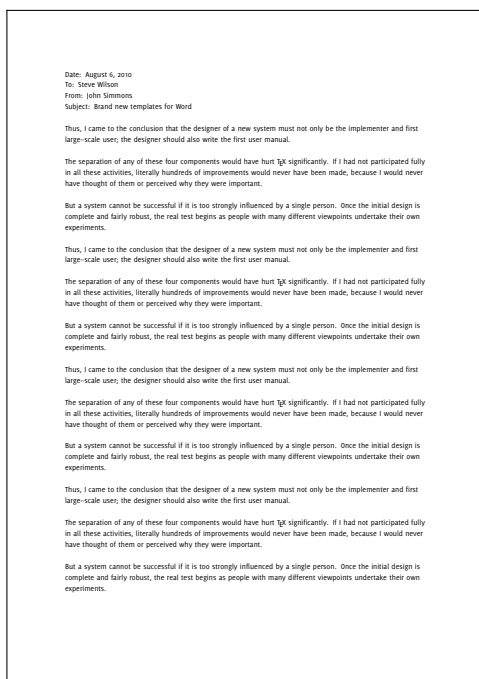 Date: August 6, 2010
To: Steve Wilson
From: John Simmons
Subject: Brand new templates for Word
Thus, I came to the conclusion that the designer of a new system must not only be the implementer and first
large-scale user; the designer should also write the first user manual.
The separation of any of these four components would have hurt TEX significantly. If I had not participated fully
in all these activities, literally hundreds of improvements would never have been made, because I would never
have thought of them or perceived why they were important.
But a system cannot be successful if it is too strongly influenced by a single person. Once the initial design is
complete and fairly robust, the real test begins as people with many different viewpoints undertake their own
experiments.
Thus, I came to the conclusion that the designer of a new system must not only be the implementer and first
large-scale user; the designer should also write the first user manual.
The separation of any of these four components would have hurt TEX significantly. If I had not participated fully
in all these activities, literally hundreds of improvements would never have been made, because I would never
have thought of them or perceived why they were important.
But a system cannot be successful if it is too strongly influenced by a single person. Once the initial design is
complete and fairly robust, the real test begins as people with many different viewpoints undertake their own
experiments.
Thus, I came to the conclusion that the designer of a new system must not only be the implementer and first
large-scale user; the designer should also write the first user manual.
The separation of any of these four components would have hurt TEX significantly. If I had not participated fully
in all these activities, literally hundreds of improvements would never have been made, because I would never
have thought of them or perceived why they were important.
But a system cannot be successful if it is too strongly influenced by a single person. Once the initial design is
complete and fairly robust, the real test begins as people with many different viewpoints undertake their own
experiments.
Thus, I came to the conclusion that the designer of a new system must not only be the implementer and first
large-scale user; the designer should also write the first user manual.
The separation of any of these four components would have hurt TEX significantly. If I had not participated fully
in all these activities, literally hundreds of improvements would never have been made, because I would never
have thought of them or perceived why they were important.
But a system cannot be successful if it is too strongly influenced by a single person. Once the initial design is
complete and fairly robust, the real test begins as people with many different viewpoints undertake their own
experiments.